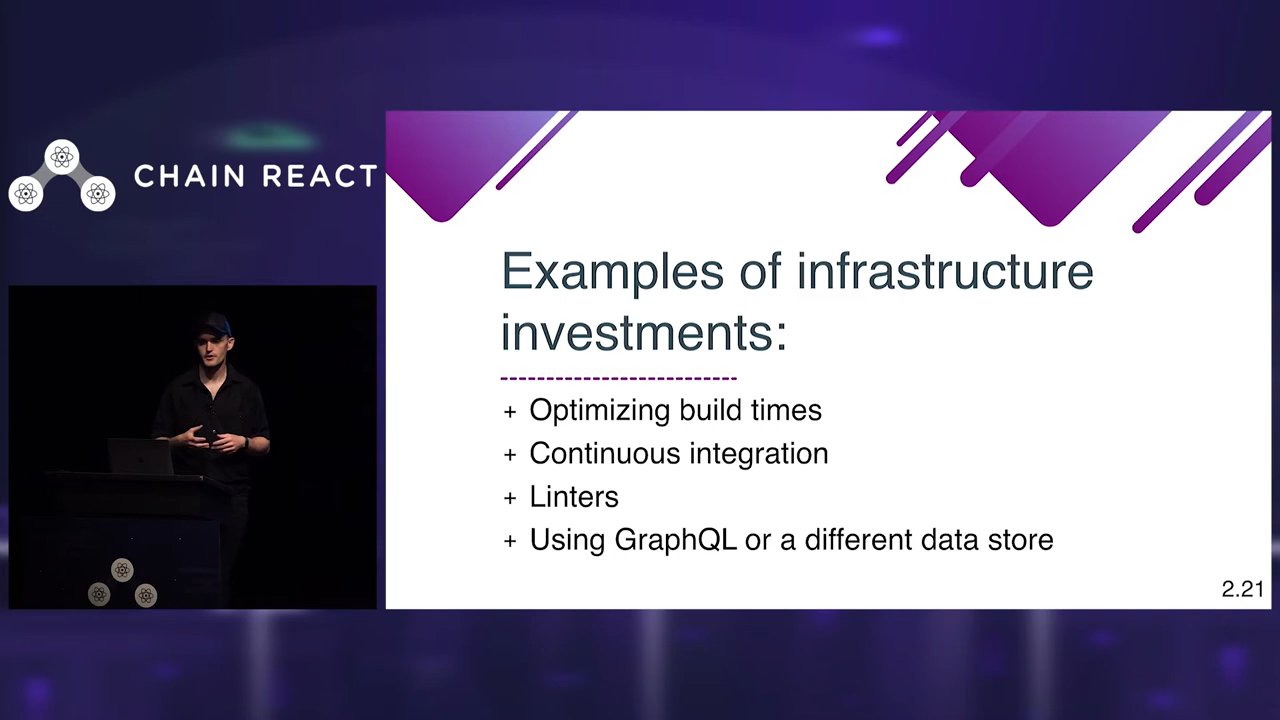 CHAIN REACT
Examples of infrastructure
investments:
+ Optimizing build times
+ Continuous integration
+ Linters
+ Using GraphQL or a different data store
2.21